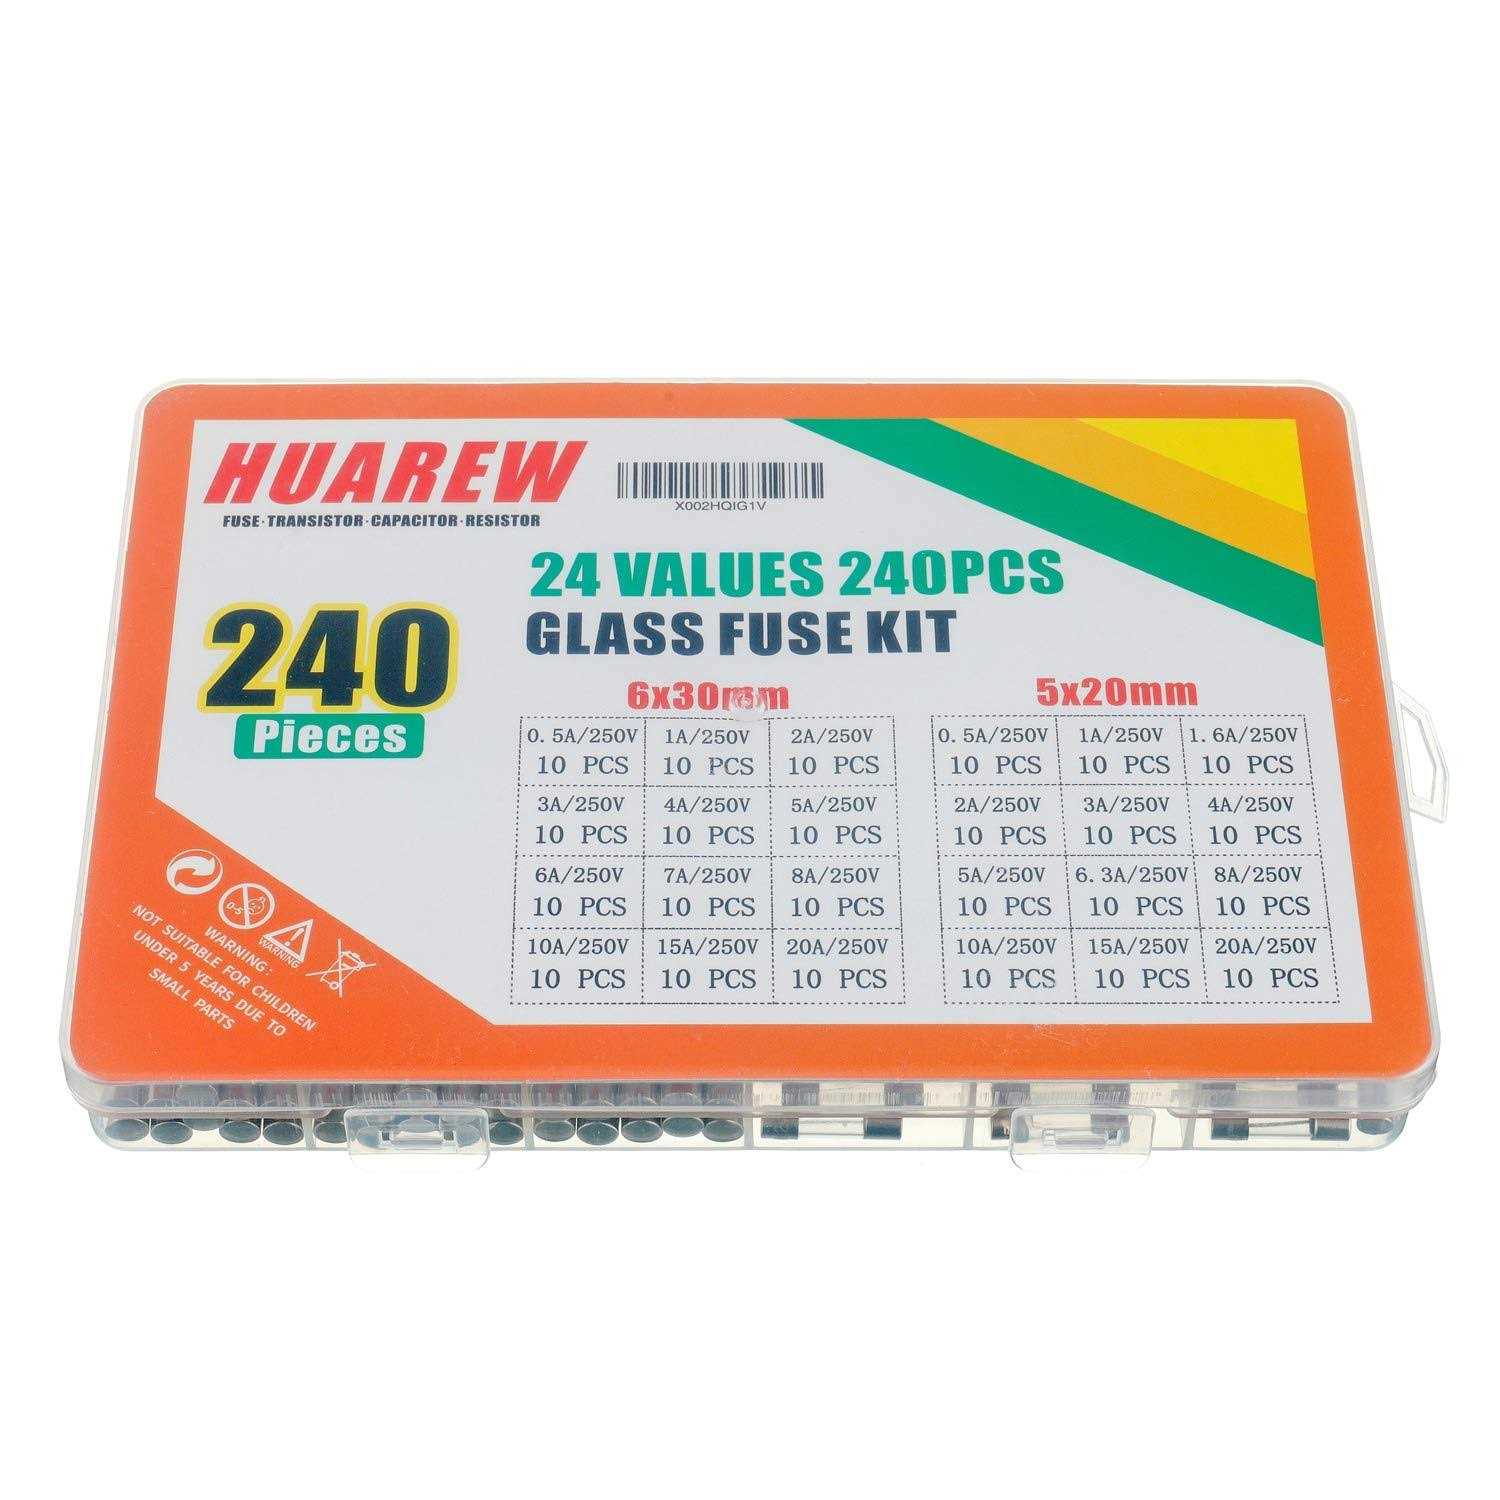 HUAREW
FUSE·TRANSISTOR·CAPACITOR·RESISTOR
X002HQIG1V
24 VALUES 240PCS
GLASS FUSE KIT
240
Pieces
6x30mm
0.5A/250V 1A/250V 2A/250V
10 PCS 10 PCS 10 PCS
3A/250V 4A/250V 5A/250V
10 PCS 10 PCS 10 PCS
6A/250V 7A/250V 8A/250V
10 PCS 10 PCS 10 PCS
10A/250V 15A/250V 20A/250V
10 PCS 10 PCS 10 PCS
5x20mm
0.5A/250V 1A/250V 1.6A/250V
10 PCS 10 PCS 10 PCS
2A/250V 3A/250V 4A/250V
10 PCS 10 PCS 10 PCS
5A/250V 6.3A/250V 8A/250V
10 PCS 10 PCS 10 PCS
10A/250V 15A/250V 20A/250V
10 PCS 10 PCS 10 PCS
0-5
WARNING
WARNING:
NOT SUITABLE FOR CHILDREN
UNDER 5 YEARS DUE TO
SMALL PARTS